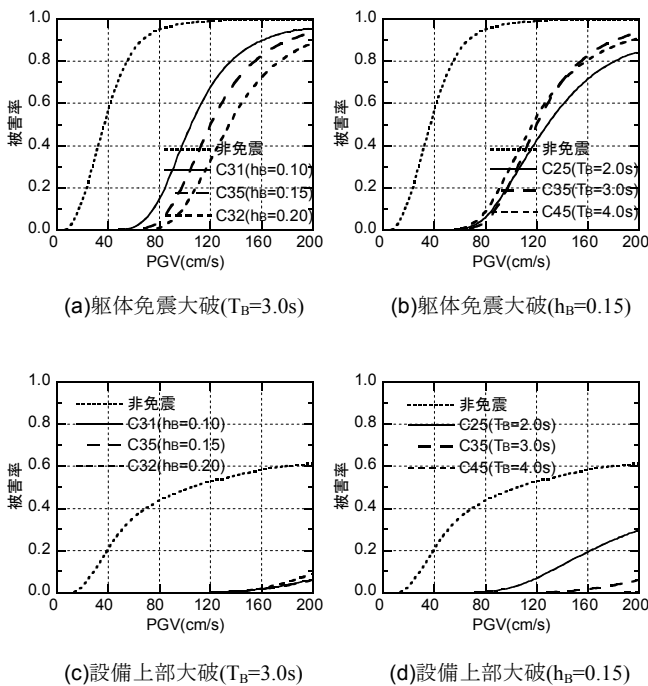 1.0
0.8
0.6
0.4
0.2
0.0
被害率
0 40 80 120 160 200
PGV(cm/s)
非免震
C31(hB=0.10)
C35(hB=0.15)
C32(hB=0.20)
(a)躯体免震大破(TB=3.0s)
1.0
0.8
0.6
0.4
0.2
0.0
被害率
0 40 80 120 160 200
PGV(cm/s)
非免震
C25(TB=2.0s)
C35(TB=3.0s)
C45(TB=4.0s)
(b)躯体免震大破(hB=0.15)
1.0
0.8
0.6
0.4
0.2
0.0
被害率
0 40 80 120 160 200
PGV(cm/s)
非免震
C31(hB=0.10)
C35(hB=0.15)
C32(hB=0.20)
(c)設備上部大破(TB=3.0s)
1.0
0.8
0.6
0.4
0.2
0.0
被害率
0 40 80 120 160 200
PGV(cm/s)
非免震
C25(TB=2.0s)
C35(TB=3.0s)
C45(TB=4.0s)
(d)設備上部大破(hB=0.15)